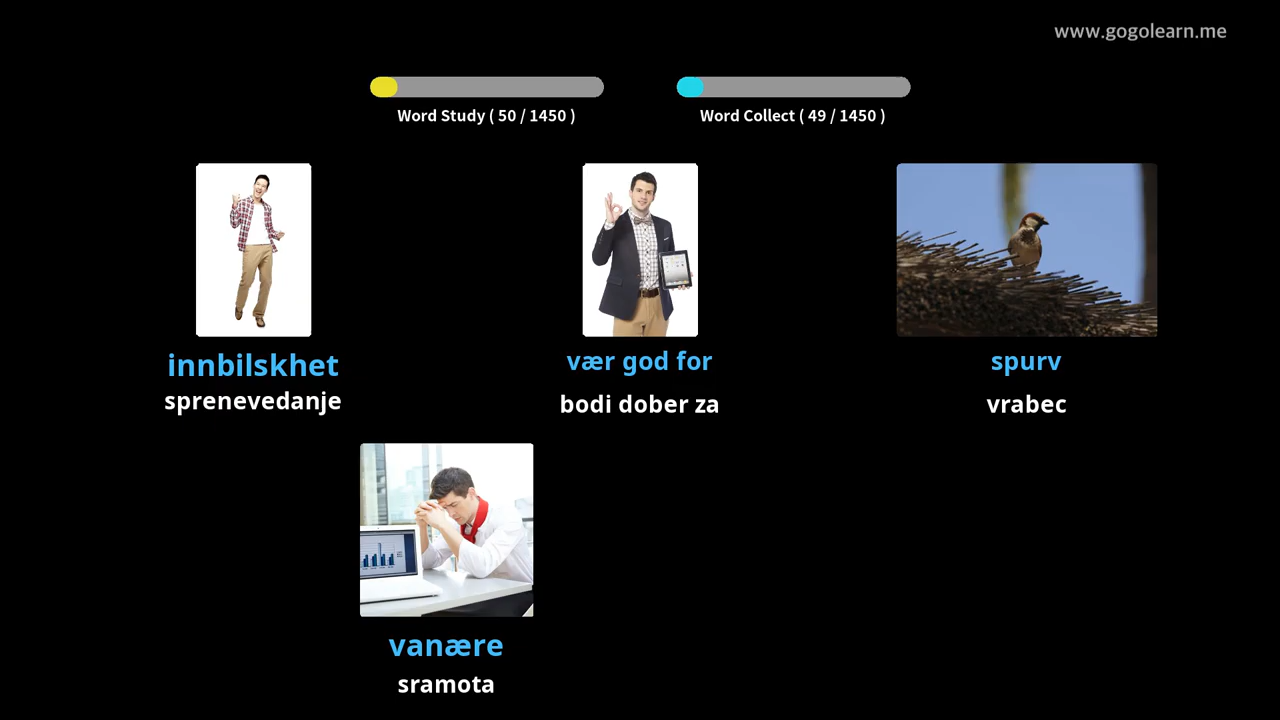 www.gogolearn.me
Word Study ( 50 / 1450 )
Word Collect ( 49 / 1450 )
innbilskhet
sprenevedanje
vær god for
bodi dober za
spurv
vrabec
vanære
sramota